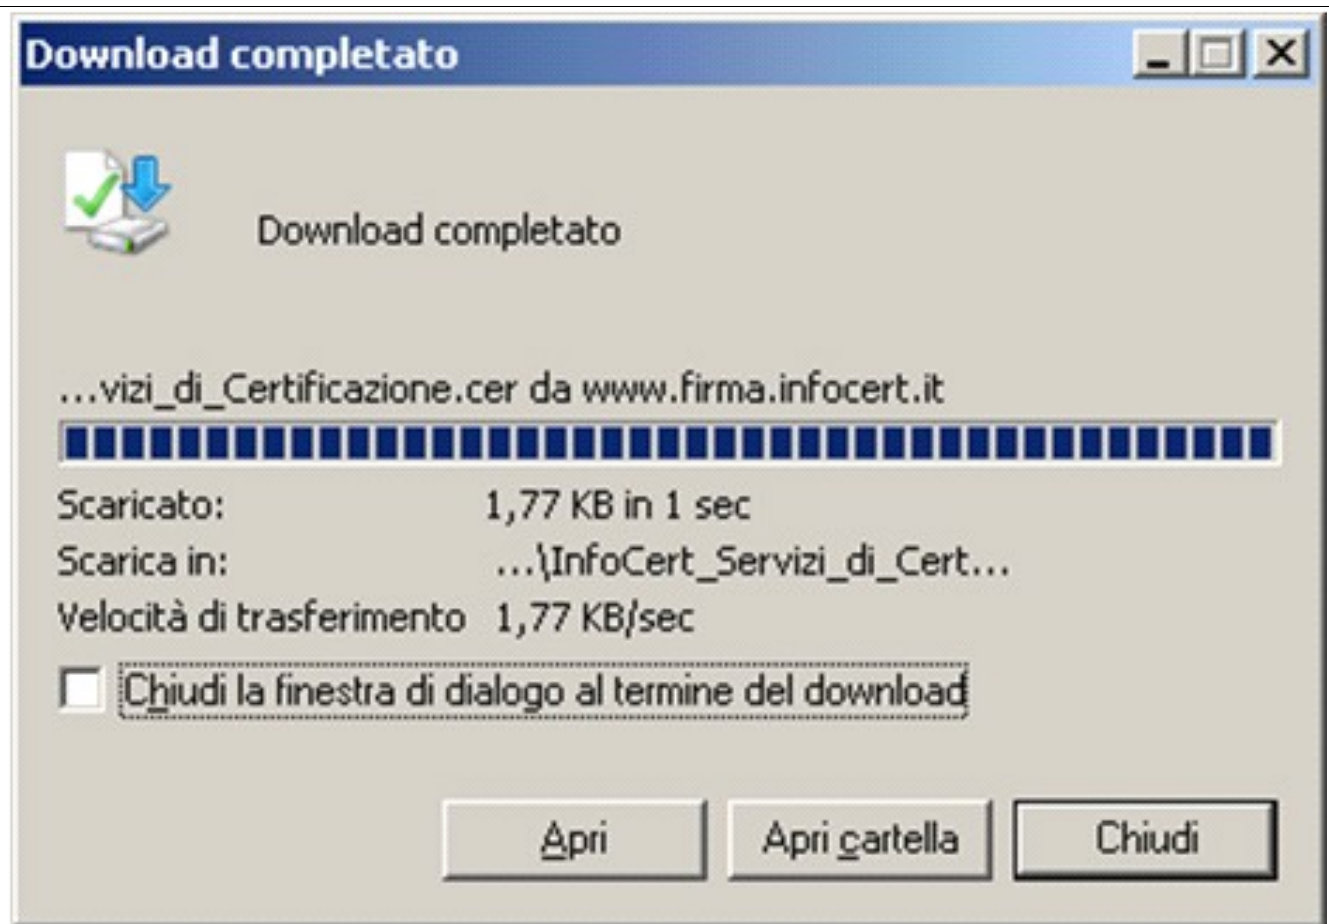 Download completato
Download completato
...vizi_di_Certificazione.cer da www.firma.infocert.it
Scaricato: 1,77 KB in 1 sec
Scarica in: ...\InfoCert_Servizi_di_Cert...
Velocità di trasferimento 1,77 KB/sec
Chiudi la finestra di dialogo al termine del download
Apri Apri cartella Chiudi